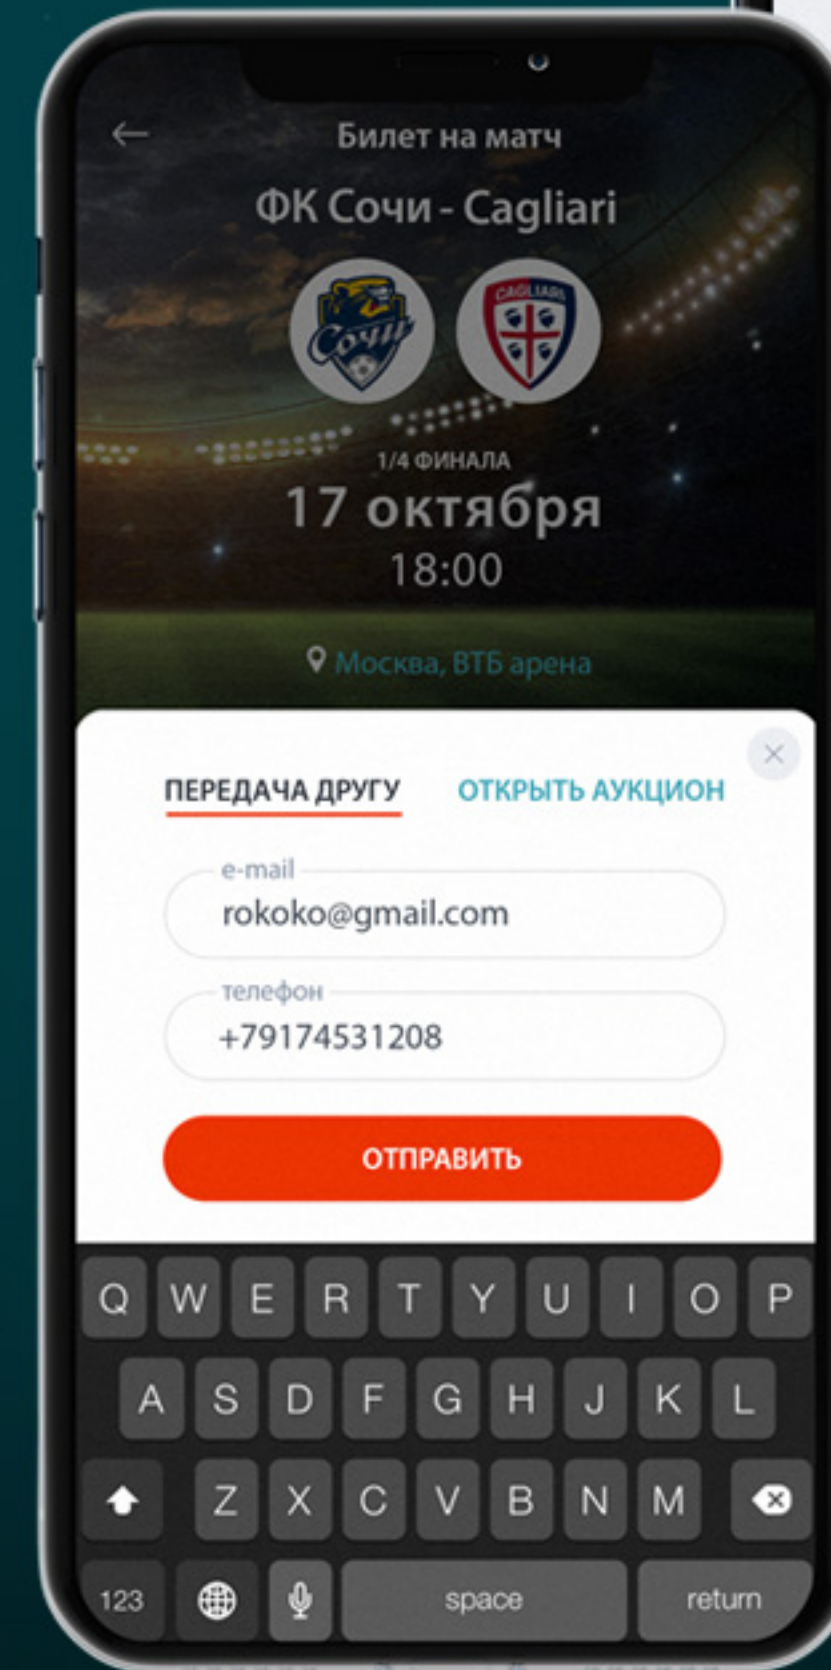 Билет на матч
ФК Сочи - Cagliari
Сочи
CAGLIARI
1/4 ФИНАЛА
17 октября
18:00
Москва, ВТБ арена
ПЕРЕДАЧА ДРУГУ ОТКРЫТЬ АУКЦИОН
e-mail
rokoko@gmail.com
телефон
+79174531208
ОТПРАВИТЬ
Q W E R T Y U I O P
A S D F G H J K L
Z X C V B N M
123 space return